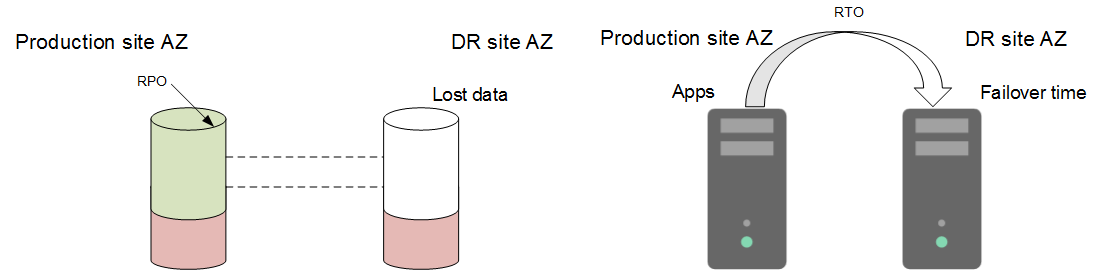 Production site AZ
DR site AZ
RPO
Lost data
RTO
Production site AZ
DR site AZ
Apps
Failover time